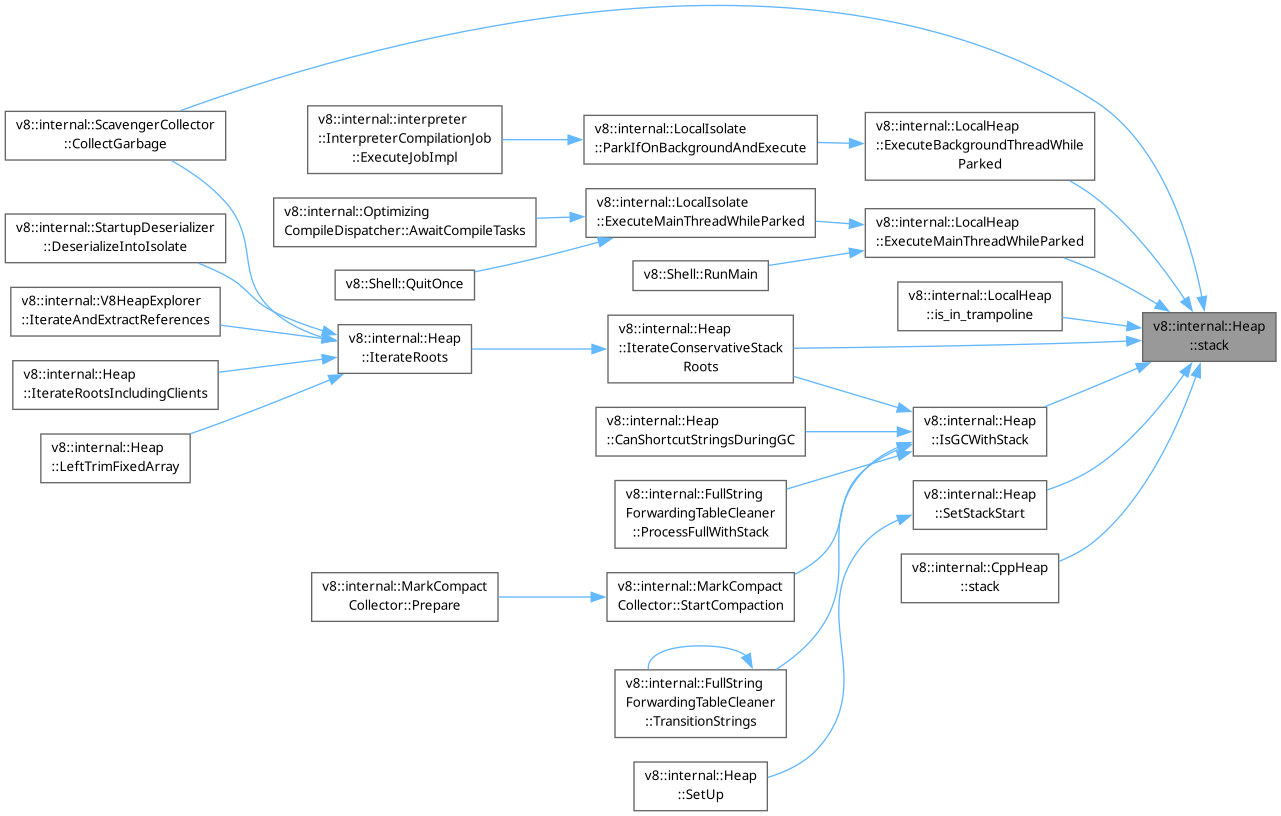 v8::internal::ScavengerCollector
::CollectGarbage
v8::internal::StartupDeserializer
::DeserializeIntoIsolate
v8::internal::V8HeapExplorer
::IterateAndExtractReferences
v8::internal::Heap
::IterateRootsIncludingClients
v8::internal::Heap
::LeftTrimFixedArray
v8::internal::interpreter
::InterpreterCompilationJob
::ExecuteJobImpl
v8::internal::Optimizing
CompileDispatcher::AwaitCompileTasks
v8::Shell::QuitOnce
v8::internal::Heap
::IterateRoots
v8::internal::MarkCompact
Collector::Prepare
v8::internal::LocalIsolate
::ParkIfOnBackgroundAndExecute
v8::internal::LocalIsolate
::ExecuteMainThreadWhileParked
v8::Shell::RunMain
v8::internal::Heap
::IterateConservativeStack
Roots
v8::internal::Heap
::CanShortcutStringsDuringGC
v8::internal::FullString
ForwardingTableCleaner
::ProcessFullWithStack
v8::internal::MarkCompact
Collector::StartCompaction
v8::internal::FullString
ForwardingTableCleaner
::TransitionStrings
v8::internal::Heap
::SetUp
v8::internal::LocalHeap
::ExecuteBackgroundThreadWhile
Parked
v8::internal::LocalHeap
::ExecuteMainThreadWhileParked
v8::internal::LocalHeap
::is_in_trampoline
v8::internal::Heap
::IsGCWithStack
v8::internal::Heap
::SetStackStart
v8::internal::CppHeap
::stack
v8::internal::Heap
::stack